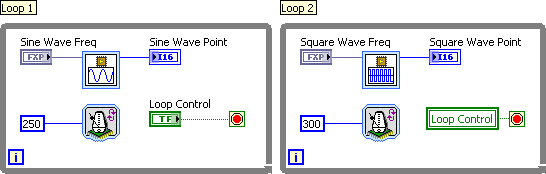 Loop 1
Loop 2
Sine Wave Freq
Sine Wave Point
FXP
I16
Loop Control
250
TF
i
Square Wave Freq
Square Wave Point
FXP
I16
300
Loop Control
i